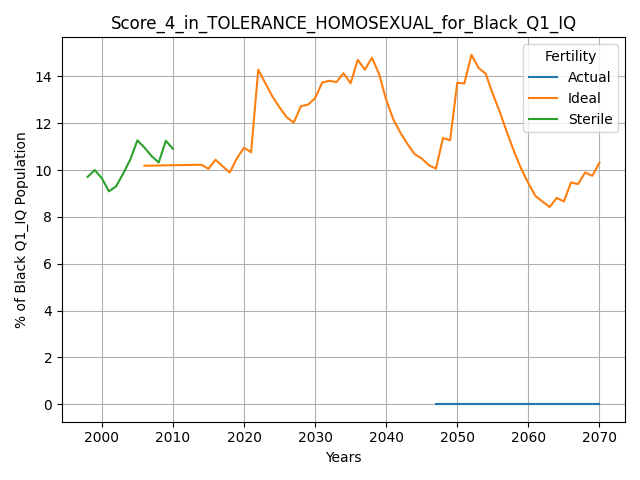 Score_4_in_TOLERANCE_HOMOSEXUAL_for_Black_Q1_IQ
Fertility
Actual
Ideal
Sterile
% of Black Q1_IQ Population
14
12
10
8
6
4
2
0
2000 2010 2020 2030 2040 2050 2060 2070
Years